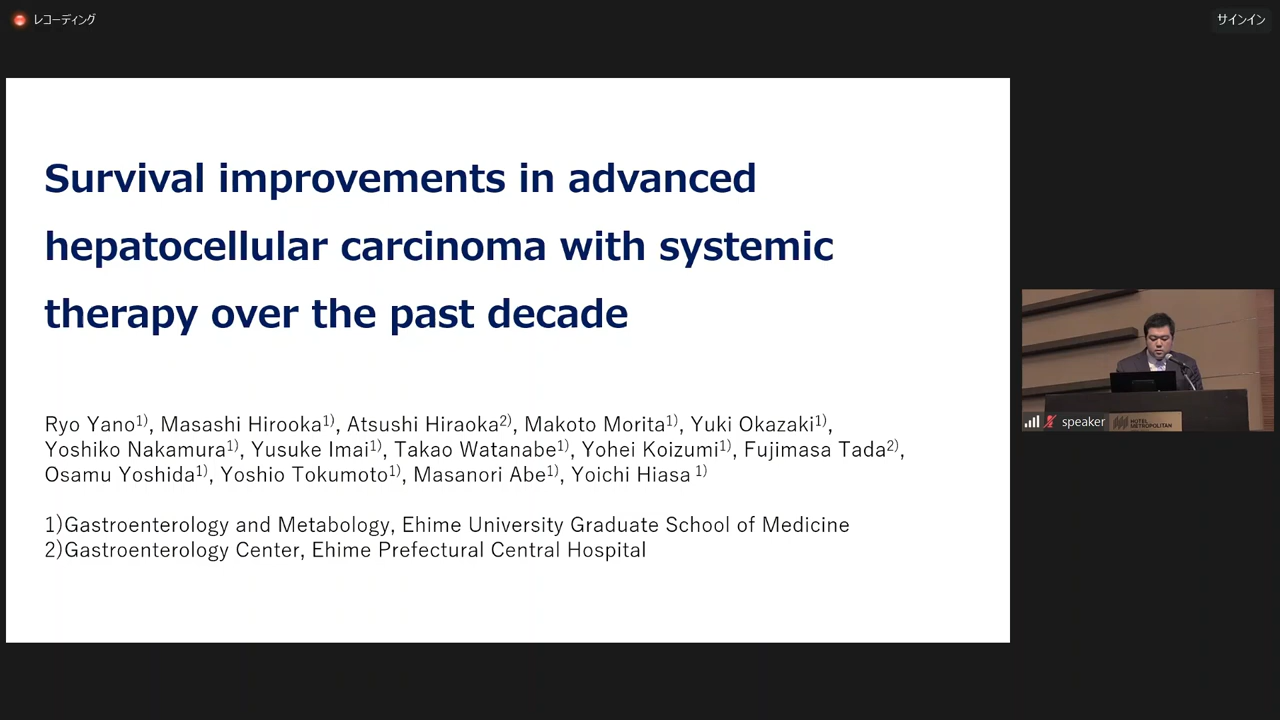 レコーディング
サインイン
Survival improvements in advanced
hepatocellular carcinoma with systemic
therapy over the past decade
Ryo Yano1), Masashi Hirooka1), Atsushi Hiraoka2), Makoto Morita1), Yuki Okazaki1),
Yoshiko Nakamura1), Yusuke Imai1), Takao Watanabe1), Yohei Koizumi1), Fujimasa Tada2),
Osamu Yoshida1), Yoshio Tokumoto1), Masanori Abe1), Yoichi Hiasa 1)
1)Gastroenterology and Metabology, Ehime University Graduate School of Medicine
2)Gastroenterology Center, Ehime Prefectural Central Hospital
speaker
HOTEL
METROPOLITAN